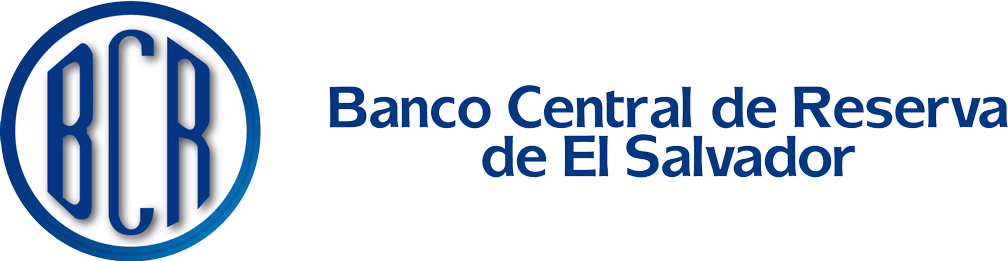 BCR
Banco Central de Reserva
de El Salvador